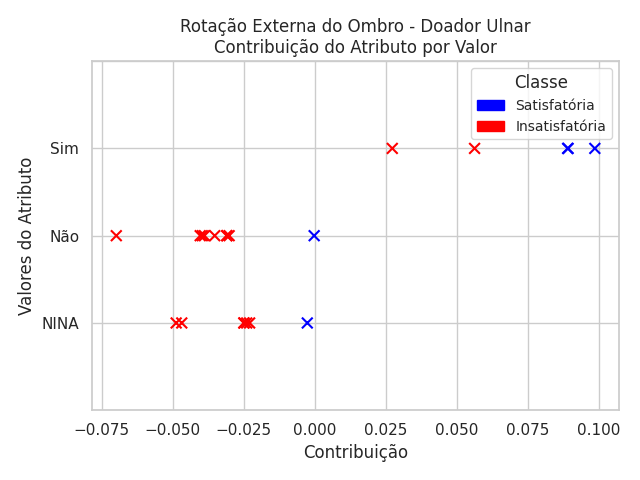 Rotação Externa do Ombro - Doador Ulnar
Contribuição do Atributo por Valor
Classe
Satisfatória
Insatisfatória
Valores do Atributo
Sim
Não
NINA
−0.075 −0.050 −0.025 0.000 0.025 0.050 0.075 0.100
Contribuição